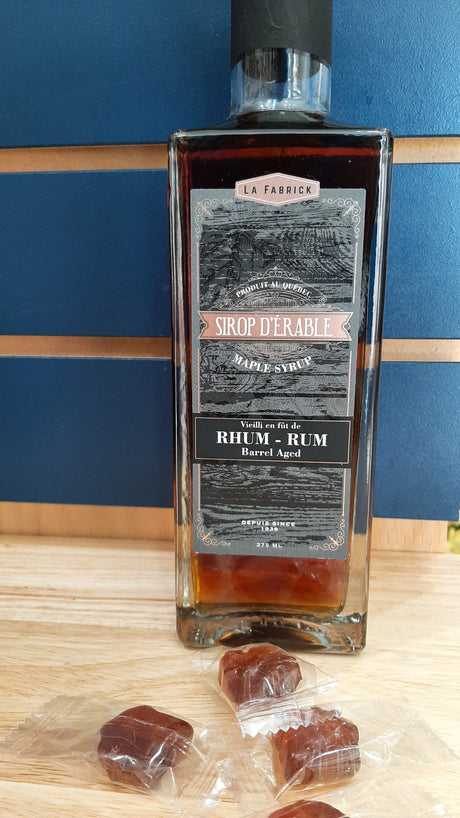 LA FABRICK
PRODUIT AU QUÉBEC
SIROP D'ÉRABLE
MAPLE SYRUP
Vieilli en fût de
RHUM - RUM
Barrel Aged
DEPUIS SINCE
1939
375 ML